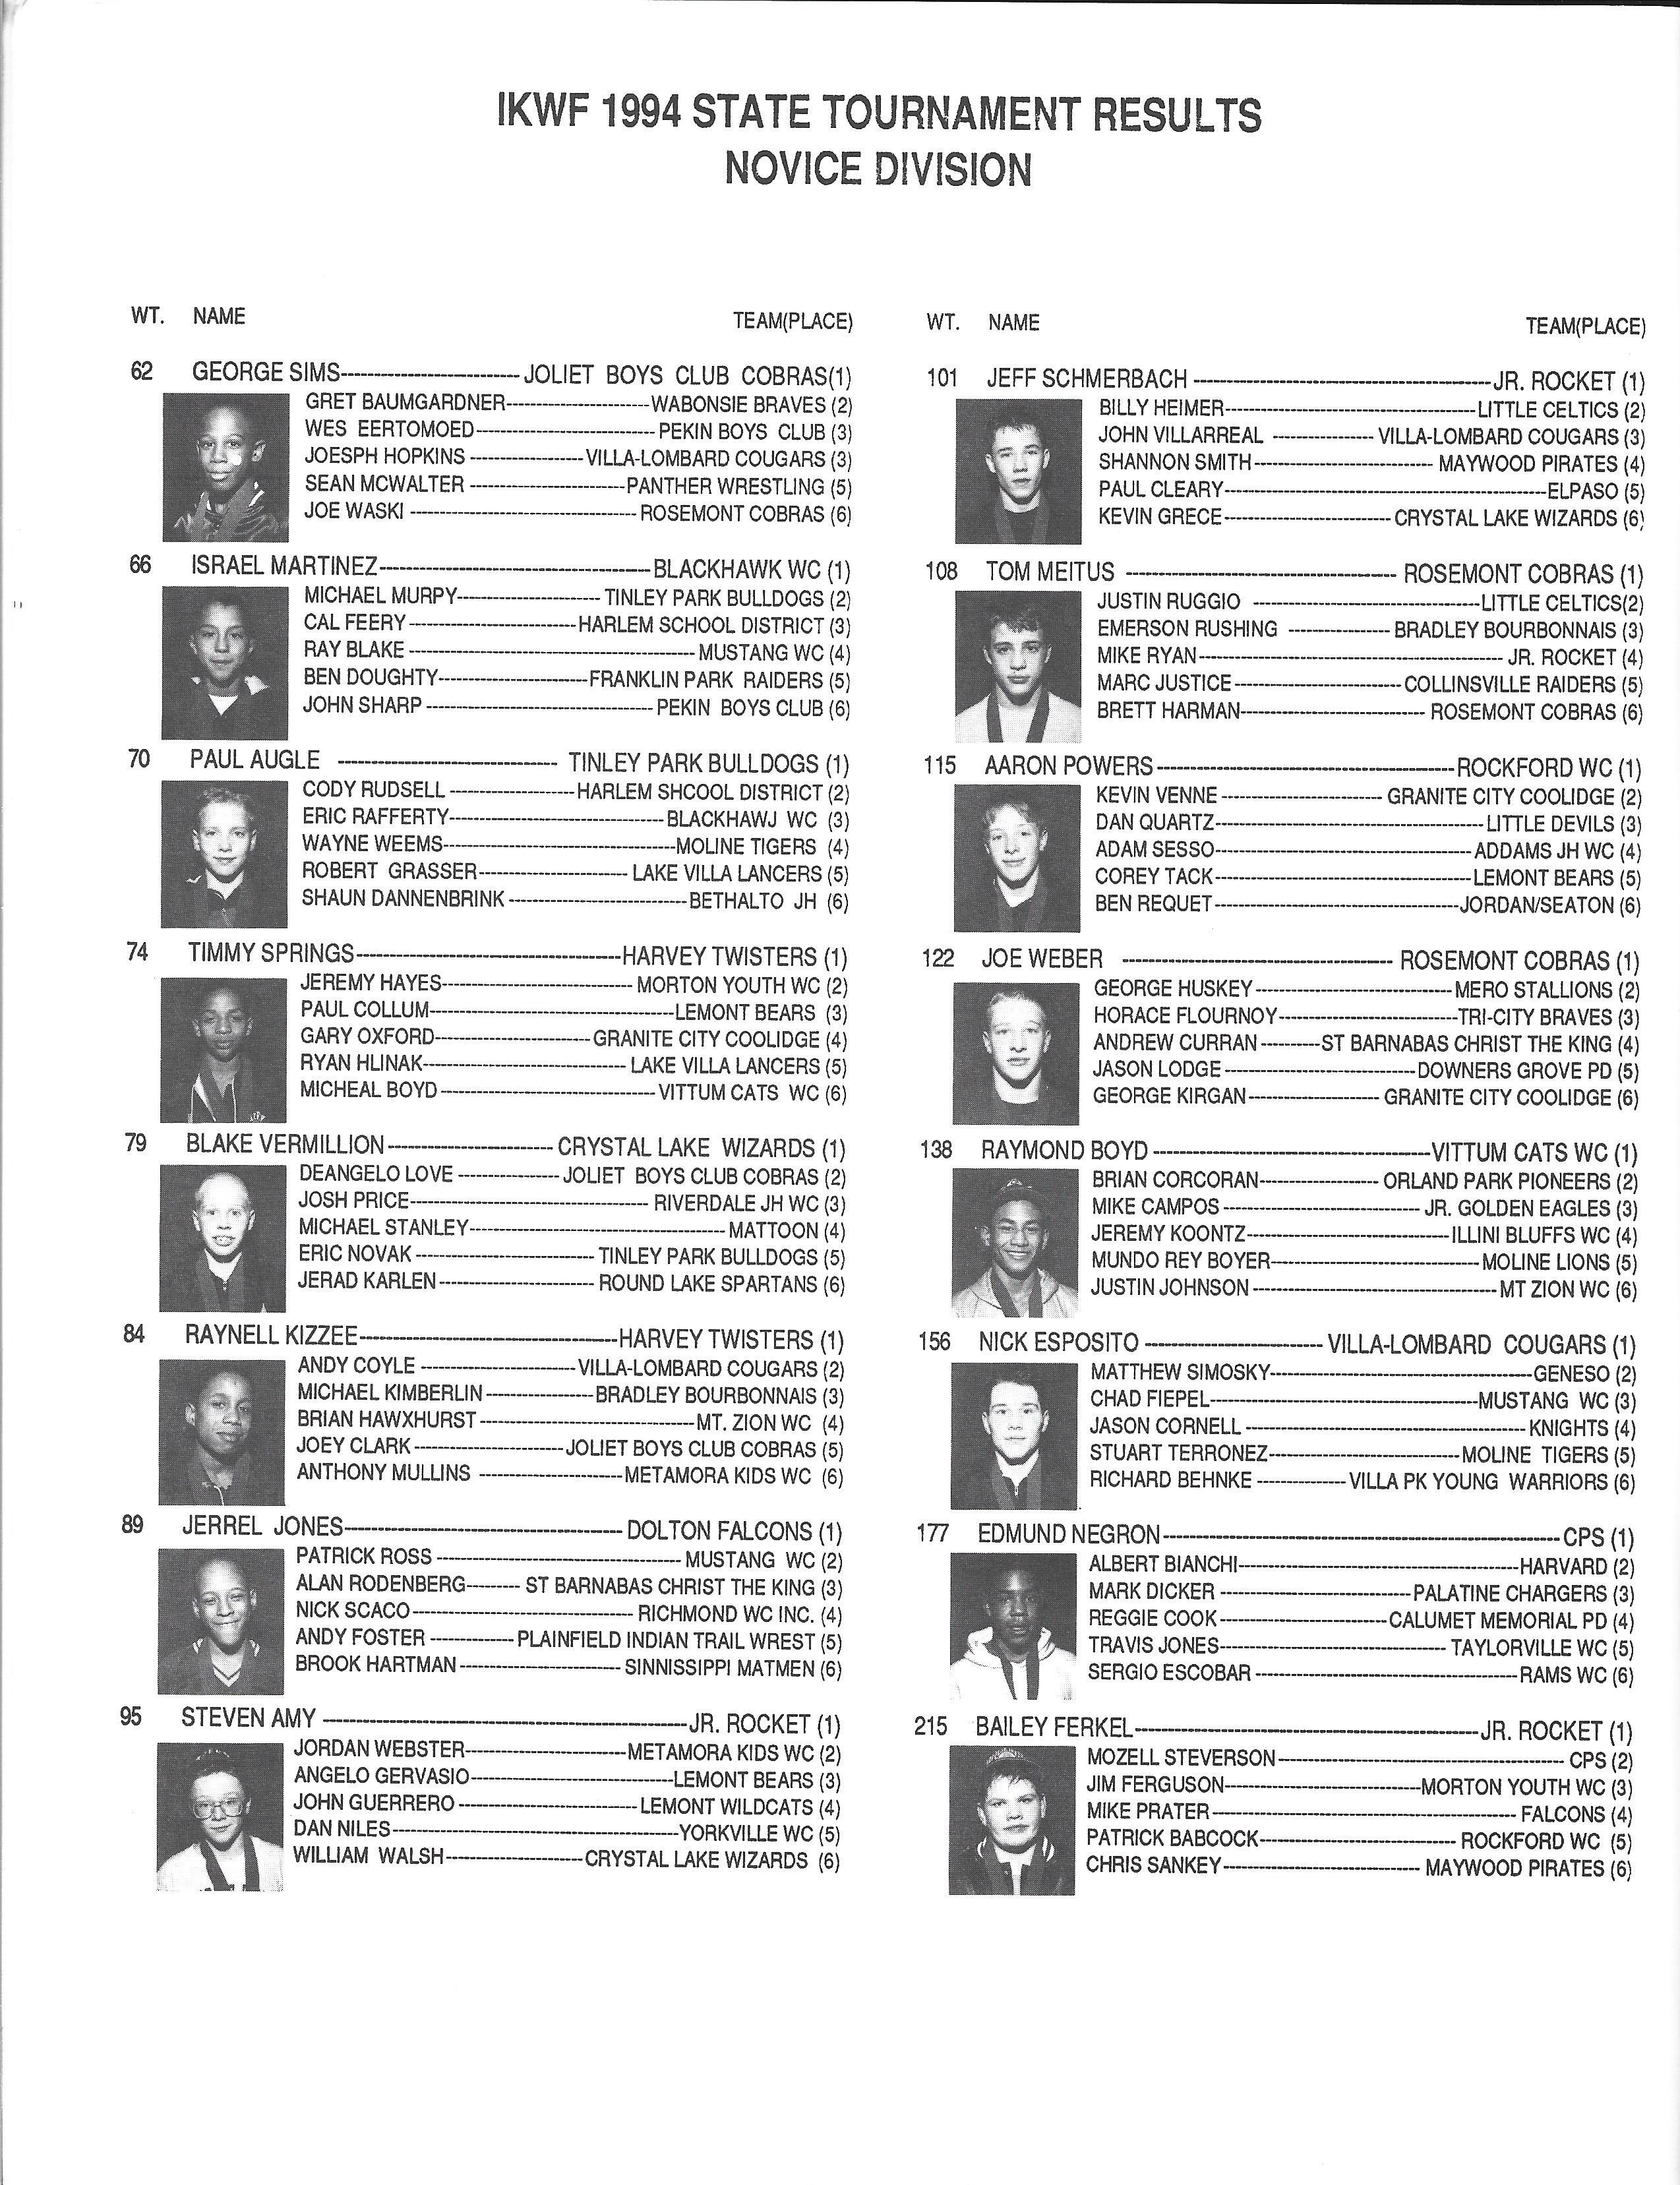 IKWF 1994 STATE TOURNAMENT RESULTS
NOVICE DIVISION
WT. NAME TEAM(PLACE)
62 GEORGE SIMS------------------------JOLIET BOYS CLUB COBRAS(1)
GRET BAUMGARDNER------------------------WABONSIE BRAVES (2)
WES EERTOMOED------------------------PEKIN BOYS CLUB (3)
JOESPH HOPKINS ------------------------VILLA-LOMBARD COUGARS (3)
SEAN MCWALTER ------------------------PANTHER WRESTLING (5)
JOE WASKI ------------------------ROSEMONT COBRAS (6)
66 ISRAEL MARTINEZ------------------------BLACKHAWK WC (1)
MICHAEL MURPY------------------------TINLEY PARK BULLDOGS (2)
CAL FEERY------------------------HARLEM SCHOOL DISTRICT (3)
RAY BLAKE ------------------------MUSTANG WC (4)
BEN DOUGHTY------------------------FRANKLIN PARK RAIDERS (5)
JOHN SHARP ------------------------PEKIN BOYS CLUB (6)
70 PAUL AUGLE ------------------------TINLEY PARK BULLDOGS (1)
CODY RUDSELL ------------------------HARLEM SHCOOL DISTRICT (2)
ERIC RAFFERTY------------------------BLACKHAWJ WC (3)
WAYNE WEEMS------------------------MOLINE TIGERS (4)
ROBERT GRASSER------------------------LAKE VILLA LANCERS (5)
SHAUN DANNENBRINK------------------------BETHALTO JH (6)
74 TIMMY SPRINGS------------------------HARVEY TWISTERS (1)
JEREMY HAYES------------------------MORTON YOUTH WC (2)
PAUL COLLUM------------------------LEMONT BEARS (3)
GARY OXFORD------------------------GRANITE CITY COOLIDGE (4)
RYAN HLINAK------------------------LAKE VILLA LANCERS (5)
MICHEAL BOYD------------------------VITTUM CATS WC (6)
79 BLAKE VERMILLION------------------------CRYSTAL LAKE WIZARDS (1)
DEANGELO LOVE ------------------------JOLIET BOYS CLUB COBRAS (2)
JOSH PRICE------------------------RIVERDALE JH WC (3)
MICHAEL STANLEY------------------------MATTOON (4)
ERIC NOVAK ------------------------TINLEY PARK BULLDOGS (5)
JERAD KARLEN------------------------ROUND LAKE SPARTANS (6)
84 RAYNELL KIZZEE------------------------HARVEY TWISTERS (1)
ANDY COYLE ------------------------VILLA-LOMBARD COUGARS (2)
MICHAEL KIMBERLIN------------------------BRADLEY BOURBONNAIS (3)
BRIAN HAWXHURST------------------------MT. ZION WC (4)
JOEY CLARK------------------------JOLIET BOYS CLUB COBRAS (5)
ANTHONY MULLINS ------------------------METAMORA KIDS WC (6)
89 JERREL JONES------------------------DOLTON FALCONS (1)
PATRICK ROSS ------------------------MUSTANG WC (2)
ALAN RODENBERG-------- ST BARNABAS CHRIST THE KING (3)
NICK SCACO------------------------RICHMOND WC INC. (4)
ANDY FOSTER -------------PLAINFIELD INDIAN TRAIL WREST (5)
BROOK HARTMAN------------------------SINNISSIPPI MATMEN (6)
95 STEVEN AMY ------------------------JR. ROCKET (1)
JORDAN WEBSTER------------------------METAMORA KIDS WC (2)
ANGELO GERVASIO------------------------LEMONT BEARS (3)
JOHN GUERRERO------------------------LEMONT WILDCATS (4)
DAN NILES------------------------YORKVILLE WC (5)
WILLIAM WALSH------------------------CRYSTAL LAKE WIZARDS (6)
WT. NAME TEAM(PLACE)
101 JEFF SCHMERBACH ------------------------JR. ROCKET (1)
BILLY HEIMER------------------------LITTLE CELTICS (2)
JOHN VILLARREAL ----------------VILLA-LOMBARD COUGARS (3)
SHANNON SMITH------------------------MAYWOOD PIRATES (4)
PAUL CLEARY------------------------ELPASO (5)
KEVIN GRECE------------------------CRYSTAL LAKE WIZARDS (6)
108 TOM MEITUS ------------------------ROSEMONT COBRAS (1)
JUSTIN RUGGIO ------------------------LITTLE CELTICS(2)
EMERSON RUSHING ----------------BRADLEY BOURBONNAIS (3)
MIKE RYAN------------------------JR. ROCKET (4)
MARC JUSTICE------------------------COLLINSVILLE RAIDERS (5)
BRETT HARMAN------------------------ROSEMONT COBRAS (6)
115 AARON POWERS------------------------ROCKFORD WC (1)
KEVIN VENNE------------------------GRANITE CITY COOLIDGE (2)
DAN QUARTZ------------------------LITTLE DEVILS (3)
ADAM SESSO------------------------ADDAMS JH WC (4)
COREY TACK------------------------LEMONT BEARS (5)
BEN REQUET------------------------JORDAN/SEATON (6)
122 JOE WEBER ------------------------ROSEMONT COBRAS (1)
GEORGE HUSKEY------------------------MERO STALLIONS (2)
HORACE FLOURNOY------------------------TRI-CITY BRAVES (3)
ANDREW CURRAN---------ST BARNABAS CHRIST THE KING (4)
JASON LODGE------------------------DOWNERS GROVE PD (5)
GEORGE KIRGAN------------------------GRANITE CITY COOLIDGE (6)
138 RAYMOND BOYD------------------------VITTUM CATS WC (1)
BRIAN CORCORAN------------------------ORLAND PARK PIONEERS (2)
MIKE CAMPOS------------------------JR. GOLDEN EAGLES (3)
JEREMY KOONTZ------------------------ILLINI BLUFFS WC (4)
MUNDO REY BOYER------------------------MOLINE LIONS (5)
JUSTIN JOHNSON------------------------MT ZION WC (6)
156 NICK ESPOSITO ------------------------VILLA-LOMBARD COUGARS (1)
MATTHEW SIMOSKY------------------------GENESO (2)
CHAD FIEPEL------------------------MUSTANG WC (3)
JASON CORNELL------------------------KNIGHTS (4)
STUART TERRONEZ------------------------MOLINE TIGERS (5)
RICHARD BEHNKE --------------VILLA PK YOUNG WARRIORS (6)
177 EDMUND NEGRON------------------------CPS (1)
ALBERT BIANCHI------------------------HARVARD (2)
MARK DICKER ------------------------PALATINE CHARGERS (3)
REGGIE COOK------------------------CALUMET MEMORIAL PD (4)
TRAVIS JONES------------------------TAYLORVILLE WC (5)
SERGIO ESCOBAR------------------------RAMS WC (6)
215 BAILEY FERKEL------------------------JR. ROCKET (1)
MOZELL STEVERSON------------------------CPS (2)
JIM FERGUSON------------------------MORTON YOUTH WC (3)
MIKE PRATER------------------------FALCONS (4)
PATRICK BABCOCK------------------------ROCKFORD WC (5)
CHRIS SANKEY------------------------MAYWOOD PIRATES (6)